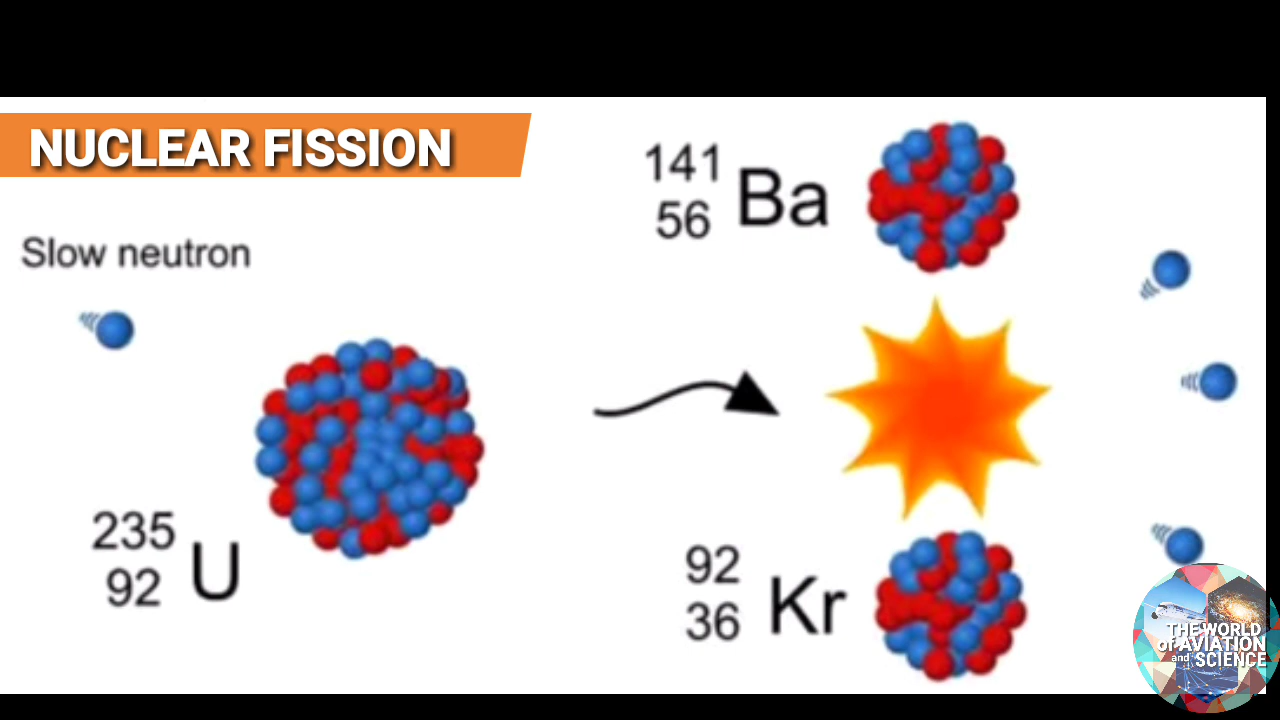 NUCLEAR FISSION
Slow neutron
235
92 U
141
56 Ba
92
36 Kr
THE WORLD
of AVIATION
and SCIENCE